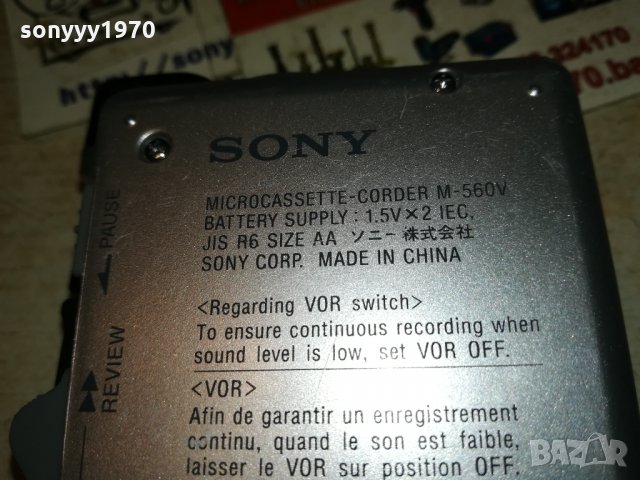 sonyyy1970
SONY
MICROCASSETTE-CORDER M-560V
BATTERY SUPPLY : 1.5V×2 IEC,
JIS R6 SIZE AA ソニー株式会社
SONY CORP. MADE IN CHINA
PAUSE
REVIEW
<Regarding VOR switch>
To ensure continuous recording when
sound level is low, set VOR OFF.
<VOR>
Afin de garantir un enregistrement
continu, quand le son est faible,
laisser le VOR sur position OFF.
BAZAR